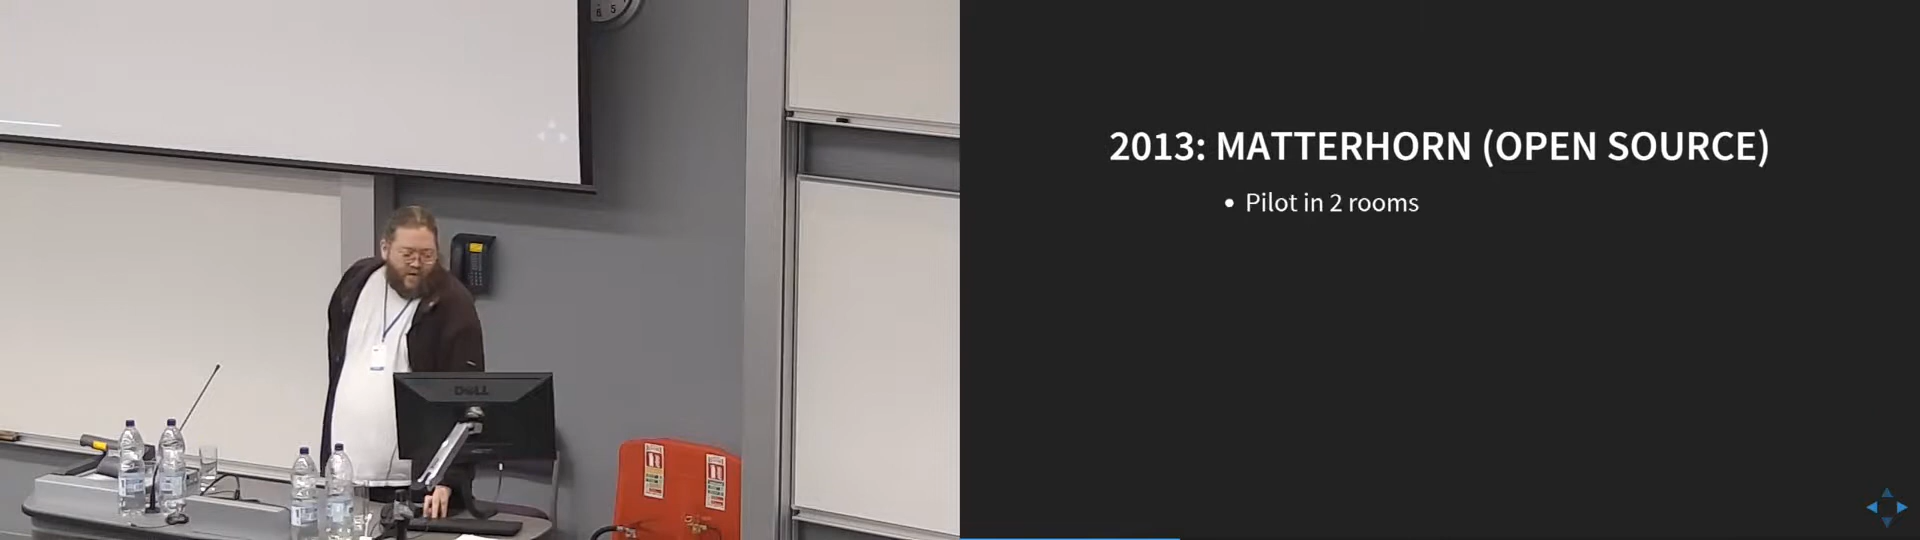 DELL
2013: MATTERHORN (OPEN SOURCE)
• Pilot in 2 rooms